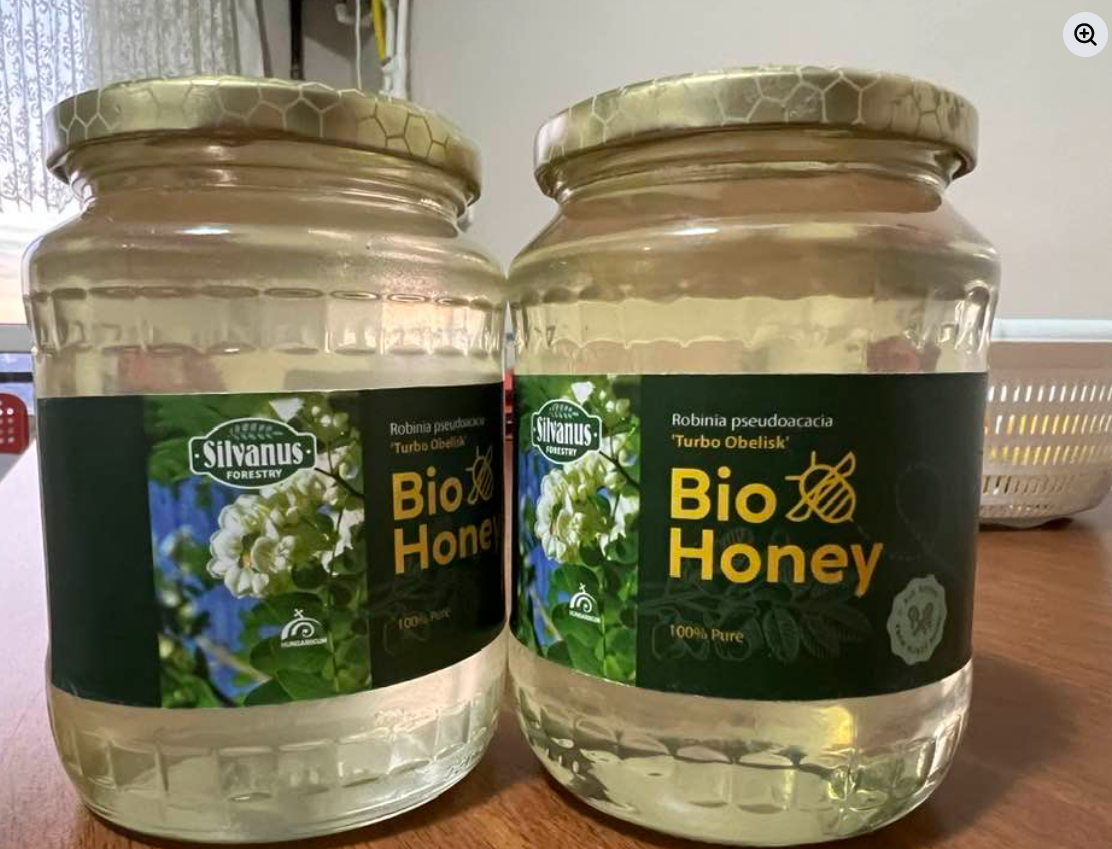 Silvanus
FORESTRY
Robinia pseudoacacia
'Turbo Obelisk'
Bio
Honey
100% Pure
HUNGARICUM
Silvanus
FORESTRY
Robinia pseudoacacia
'Turbo Obelisk'
Bio
Honey
100% Pure
HUNGARICUM